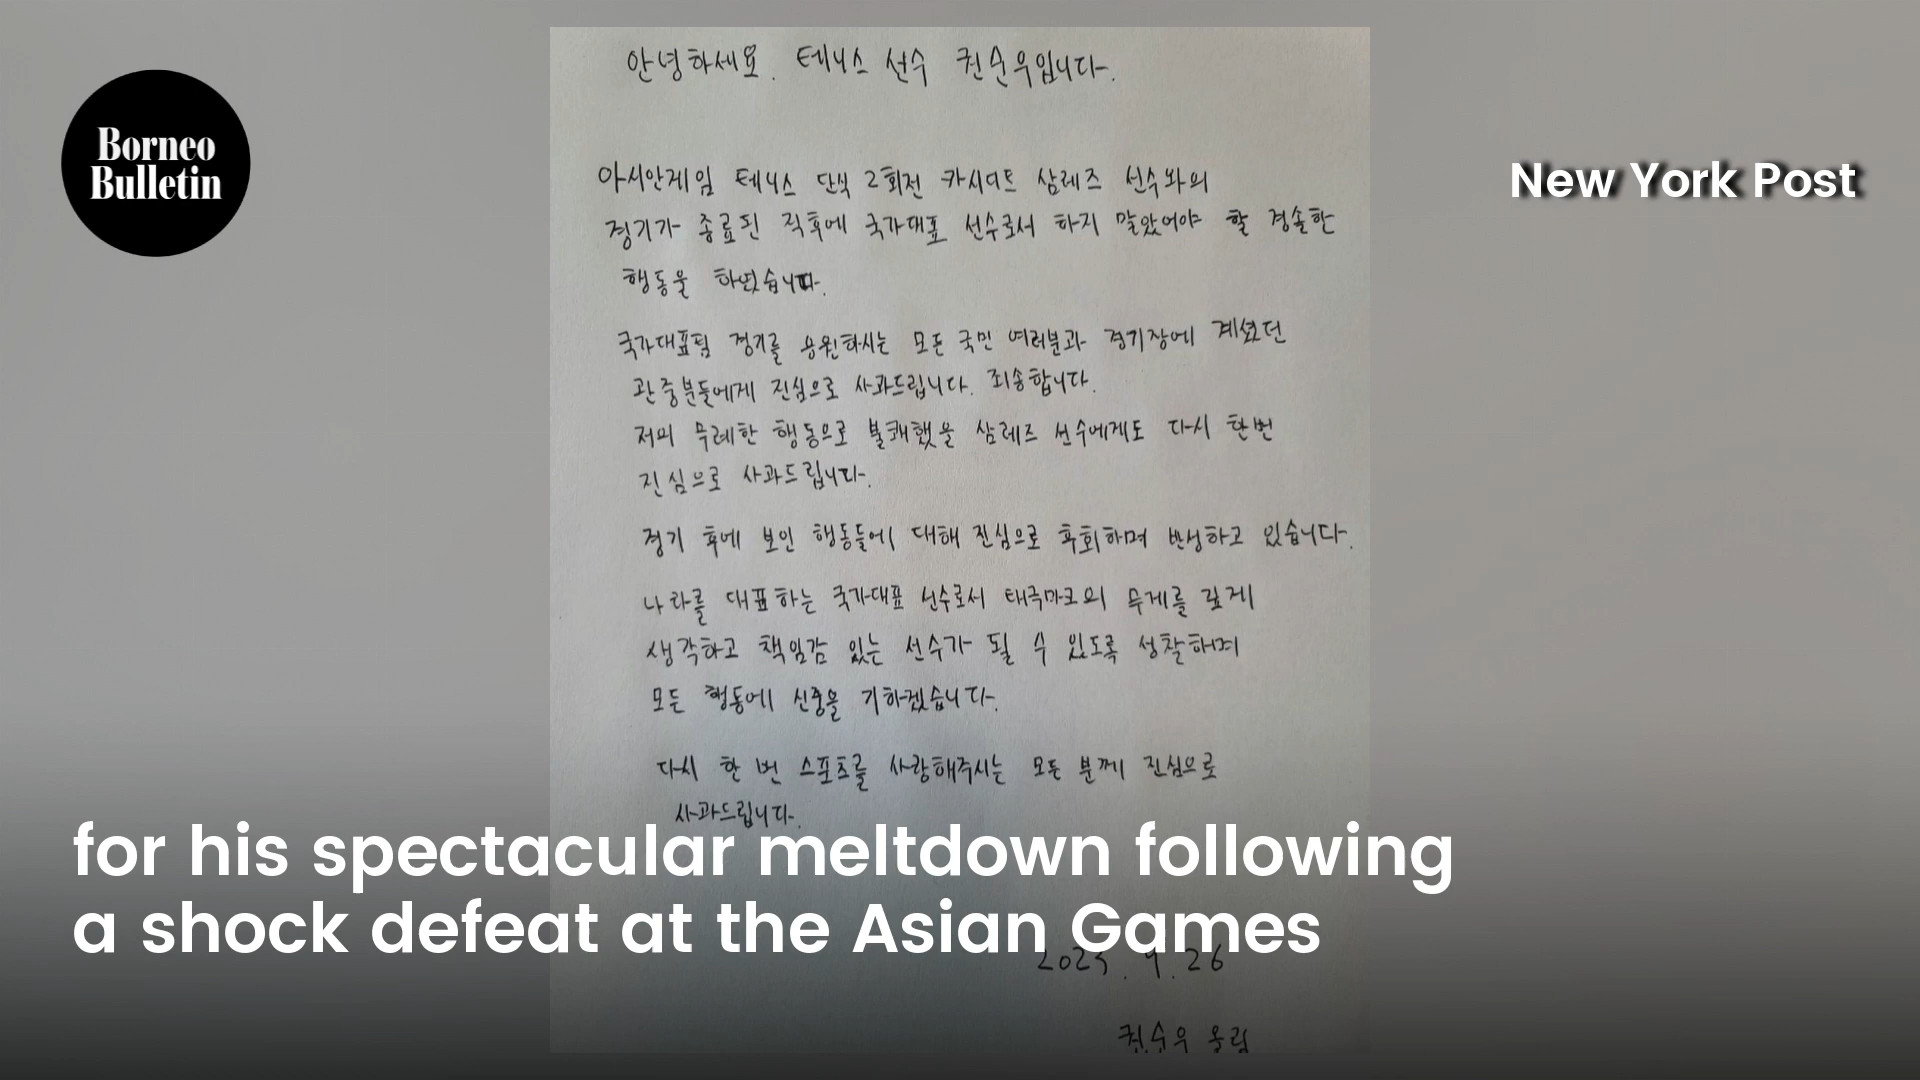 Borneo
Bulletin
New York Post
안녕하세요. 테니스 선수 권순우입니다.
아시안게임 테니스 단식 2회전 카시디트 삼레즈 선수와의
경기가 종료된 직후에 국가대표 선수로서 하지 말았어야 할 경솔한
행동을 하였습니다.
국가대표팀 경기를 응원하시는 모든 국민 여러분과 경기장에 계셨던
관중분들에게 진심으로 사과드립니다. 죄송합니다.
저의 무례한 행동으로 불쾌했을 삼레즈 선수에게도 다시 한번
진심으로 사과드립니다.
경기 후에 보인 행동들에 대해 진심으로 후회하며 반성하고 있습니다.
나라를 대표하는 국가대표 선수로서 태극마크의 무게를 깊게
생각하고 책임감 있는 선수가 될 수 있도록 성찰하며
모든 행동에 신중을 기하겠습니다.
다시 한 번 스포츠를 사랑해주시는 모든 분께 진심으로
사과드립니다.
for his spectacular meltdown following
a shock defeat at the Asian Games
9.26
권순우 올림